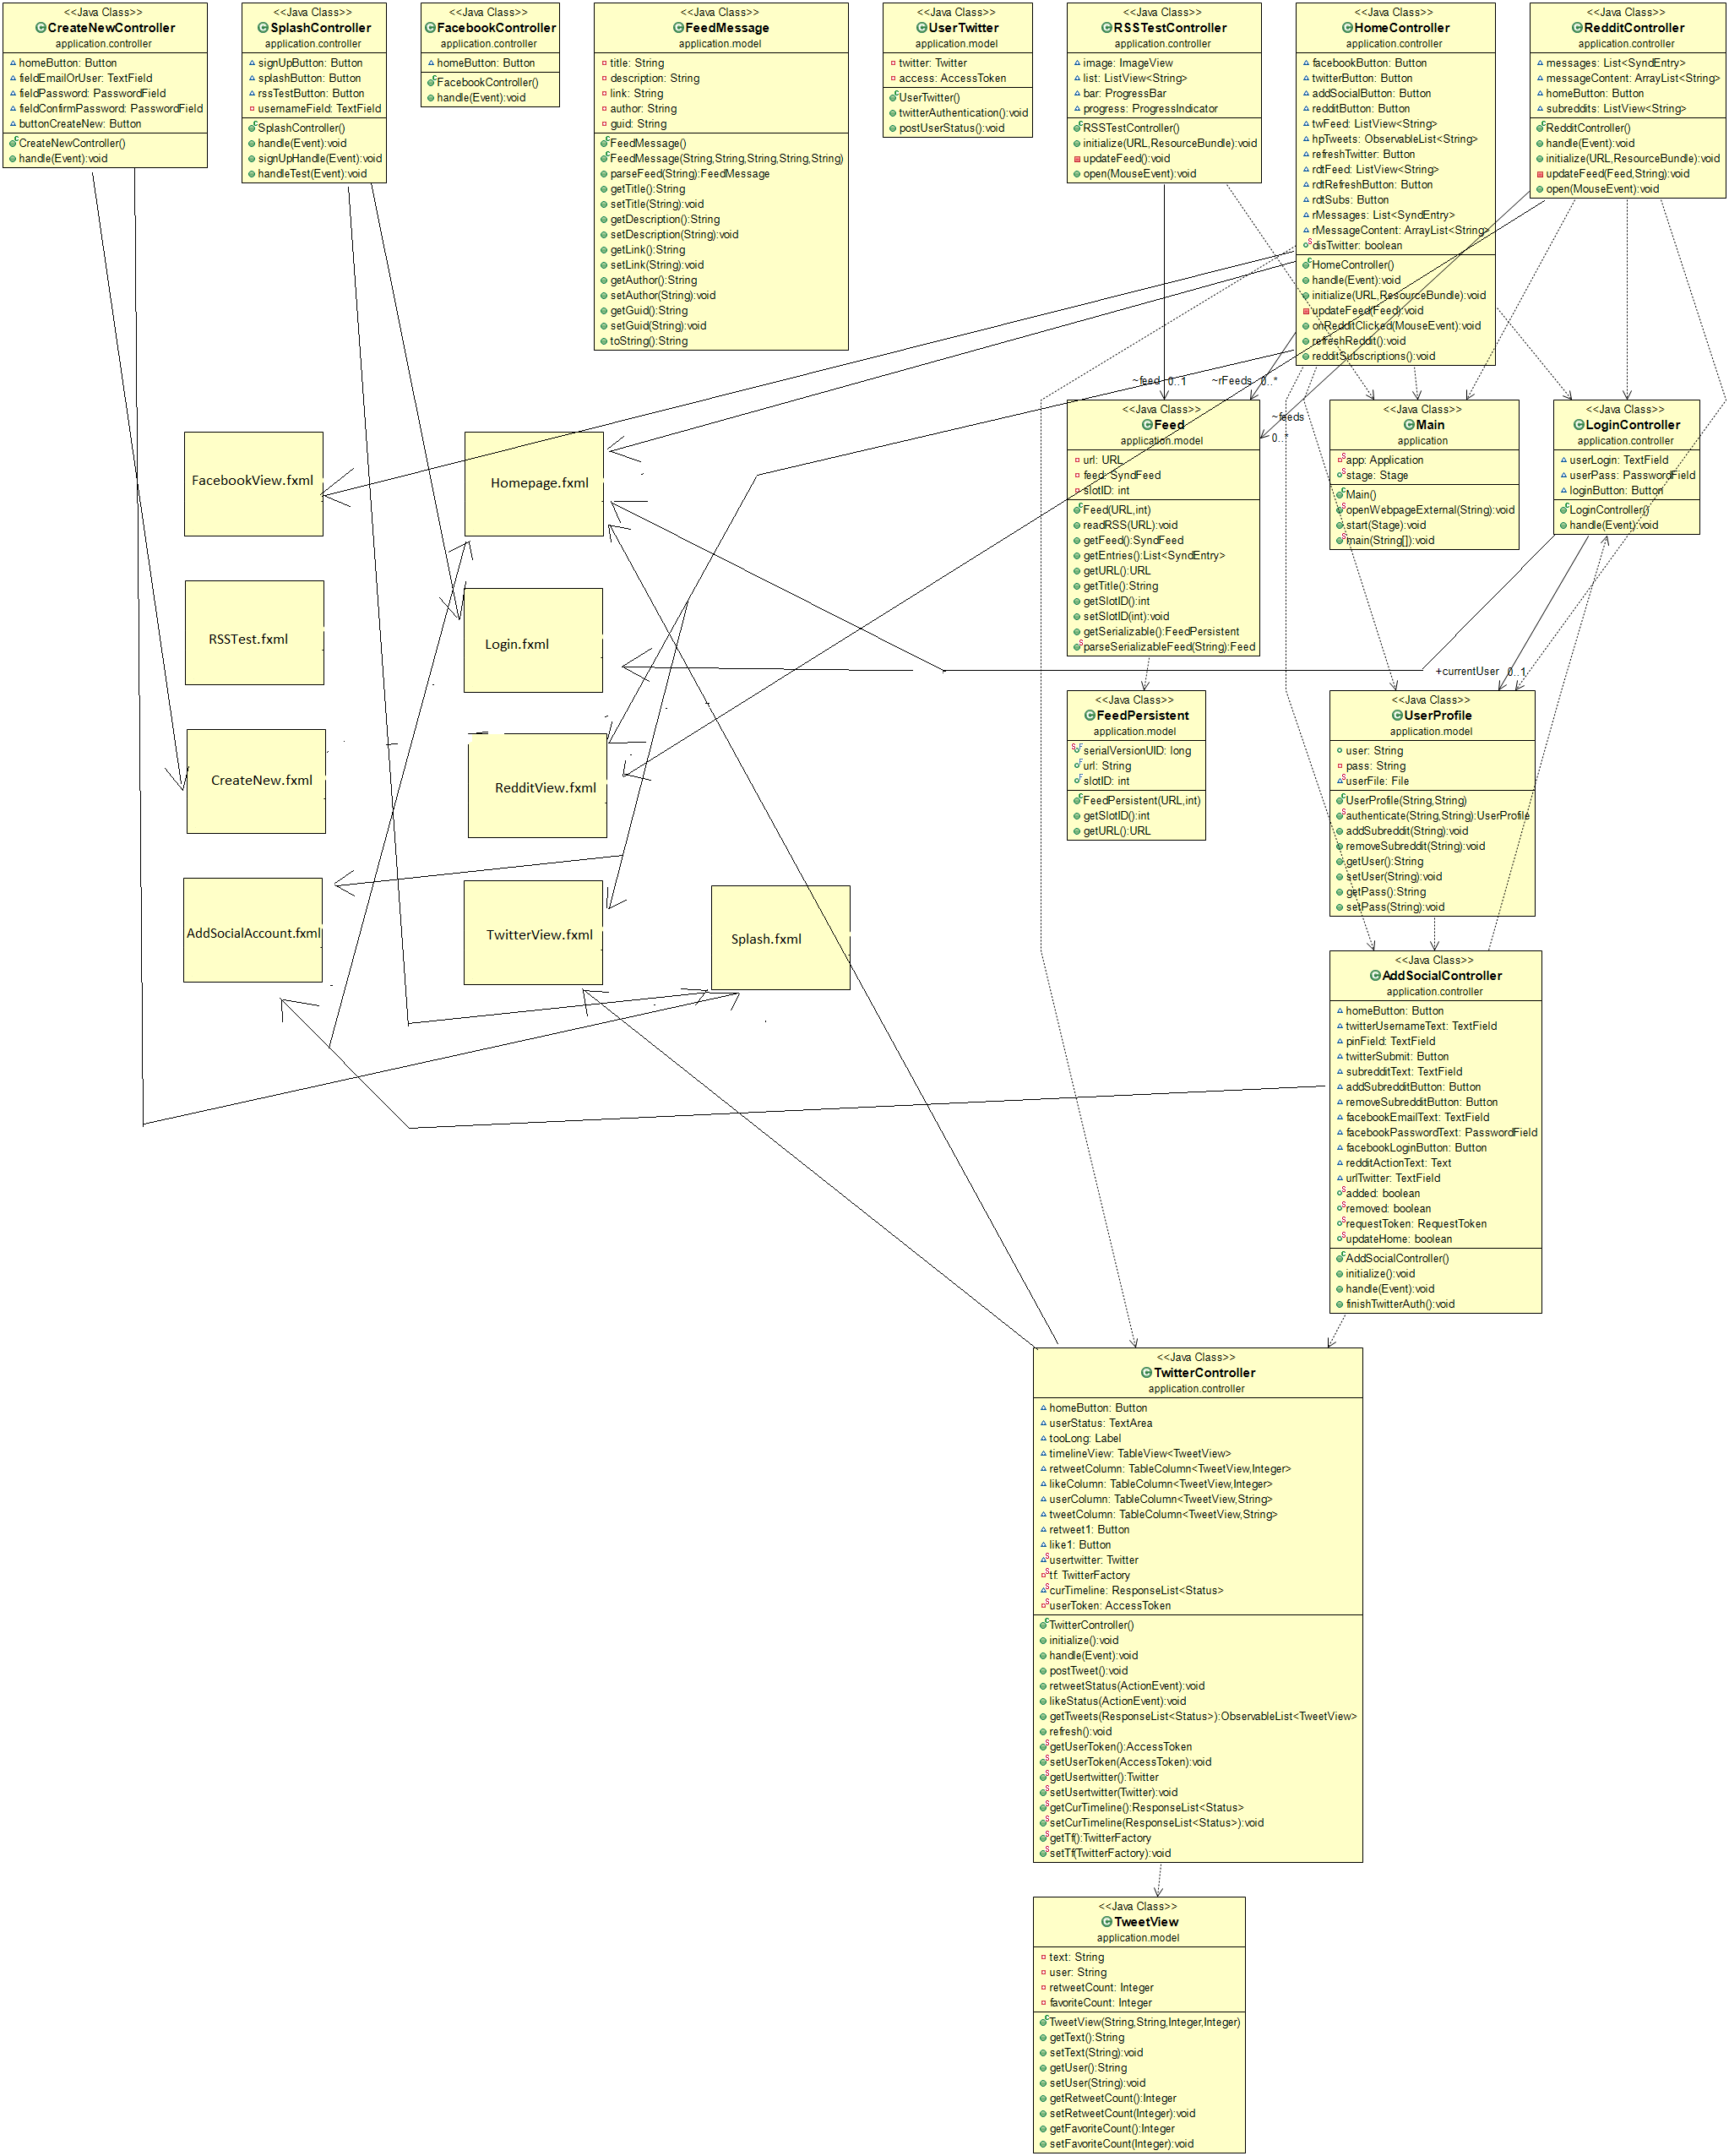 <<Java Class>>
CreateNewController
application.controller
homeButton: Button
fieldEmailOrUser: TextField
fieldPassword: PasswordField
fieldConfirmPassword: PasswordField
buttonCreateNew: Button
CreateNewController()
handle(Event):void
<<Java Class>>
SplashController
application.controller
signUpButton: Button
splashButton: Button
rssTestButton: Button
usernameField: TextField
SplashController()
handle(Event):void
signUpHandle(Event):void
handleTest(Event):void
<<Java Class>>
FacebookController
application.controller
homeButton: Button
FacebookController()
handle(Event):void
<<Java Class>>
FeedMessage
application.model
title: String
description: String
link: String
author: String
guid: String
FeedMessage()
FeedMessage(String,String,String,String,String)
parseFeed(String):FeedMessage
getTitle():String
setTitle(String):void
getDescription():String
setDescription(String):void
getLink():String
setLink(String):void
getAuthor():String
setAuthor(String):void
getGuid():String
setGuid(String):void
toString():String
<<Java Class>>
UserTwitter
application.model
twitter: Twitter
access: AccessToken
UserTwitter()
twitterAuthentication():void
postUserStatus():void
<<Java Class>>
RSSTestController
application.controller
image: ImageView
list: ListView<String>
bar: ProgressBar
progress: ProgressIndicator
RSSTestController()
initialize(URL,ResourceBundle):void
updateFeed():void
open(MouseEvent):void
<<Java Class>>
HomeController
application.controller
facebookButton: Button
twitterButton: Button
addSocialButton: Button
redditButton: Button
twFeed: ListView<String>
hpTweets: ObservableList<String>
refreshTwitter: Button
rdtFeed: ListView<String>
rdtRefreshButton: Button
rdtSubs: Button
rMessages: List<SyndEntry>
rMessageContent: ArrayList<String>
disTwitter: boolean
HomeController()
handle(Event):void
initialize(URL,ResourceBundle):void
updateFeed(Feed):void
onRedditClicked(MouseEvent):void
refreshReddit():void
redditSubscriptions():void
<<Java Class>>
RedditController
application.controller
messages: List<SyndEntry>
messageContent: ArrayList<String>
homeButton: Button
subreddits: ListView<String>
RedditController()
handle(Event):void
initialize(URL,ResourceBundle):void
updateFeed(Feed,String):void
open(MouseEvent):void
~feed 0..1
~rFeeds 0..*
~feeds
0..*
<<Java Class>>
Feed
application.model
url: URL
feed: SyndFeed
slotID: int
Feed(URL,int)
readRSS(URL):void
getFeed():SyndFeed
getEntries():List<SyndEntry>
getURL():URL
getTitle():String
getSlotID():int
setSlotID(int):void
getSerializable():FeedPersistent
parseSerializableFeed(String):Feed
<<Java Class>>
Main
application
app: Application
stage: Stage
Main()
openWebpageExternal(String):void
start(Stage):void
main(String[]):void
<<Java Class>>
LoginController
application.controller
userLogin: TextField
userPass: PasswordField
loginButton: Button
LoginController()
handle(Event):void
FacebookView.fxml
Homepage.fxml
RSSTest.fxml
Login.fxml
CreateNew.fxml
RedditView.fxml
AddSocialAccount.fxml
TwitterView.fxml
Splash.fxml
+currentUser 0..1
<<Java Class>>
FeedPersistent
application.model
serialVersionUID: long
url: String
slotID: int
FeedPersistent(URL,int)
getSlotID():int
getURL():URL
<<Java Class>>
UserProfile
application.model
user: String
pass: String
userFile: File
UserProfile(String,String)
authenticate(String,String):UserProfile
addSubreddit(String):void
removeSubreddit(String):void
getUser():String
setUser(String):void
getPass():String
setPass(String):void
<<Java Class>>
AddSocialController
application.controller
homeButton: Button
twitterUsernameText: TextField
pinField: TextField
twitterSubmit: Button
subredditText: TextField
addSubredditButton: Button
removeSubredditButton: Button
facebookEmailText: TextField
facebookPasswordText: PasswordField
facebookLoginButton: Button
redditActionText: Text
urlTwitter: TextField
added: boolean
removed: boolean
requestToken: RequestToken
updateHome: boolean
AddSocialController()
initialize():void
handle(Event):void
finishTwitterAuth():void
<<Java Class>>
TwitterController
application.controller
homeButton: Button
userStatus: TextArea
tooLong: Label
timelineView: TableView<TweetView>
retweetColumn: TableColumn<TweetView,Integer>
likeColumn: TableColumn<TweetView,Integer>
userColumn: TableColumn<TweetView,String>
tweetColumn: TableColumn<TweetView,String>
retweet1: Button
like1: Button
usertwitter: Twitter
tf: TwitterFactory
curTimeline: ResponseList<Status>
userToken: AccessToken
TwitterController()
initialize():void
handle(Event):void
postTweet():void
retweetStatus(ActionEvent):void
likeStatus(ActionEvent):void
getTweets(ResponseList<Status>):ObservableList<TweetView>
refresh():void
getUserToken():AccessToken
setUserToken(AccessToken):void
getUsertwitter():Twitter
setUsertwitter(Twitter):void
getCurTimeline():ResponseList<Status>
setCurTimeline(ResponseList<Status>):void
getTf():TwitterFactory
setTf(TwitterFactory):void
<<Java Class>>
TweetView
application.model
text: String
user: String
retweetCount: Integer
favoriteCount: Integer
TweetView(String,String,Integer,Integer)
getText():String
setText(String):void
getUser():String
setUser(String):void
getRetweetCount():Integer
setRetweetCount(Integer):void
getFavoriteCount():Integer
setFavoriteCount(Integer):void